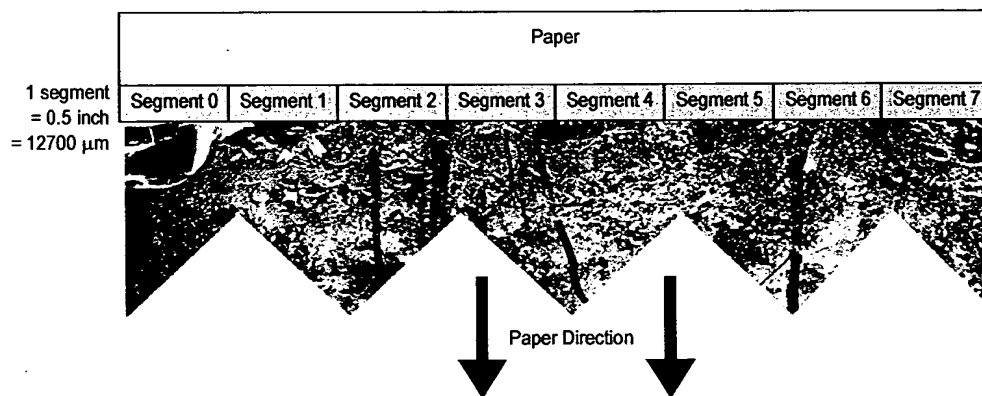 Paper
1 segment
= 0.5 inch
= 12700 μm
Segment 0 Segment 1 Segment 2 Segment 3 Segment 4 Segment 5 Segment 6 Segment 7
Paper Direction